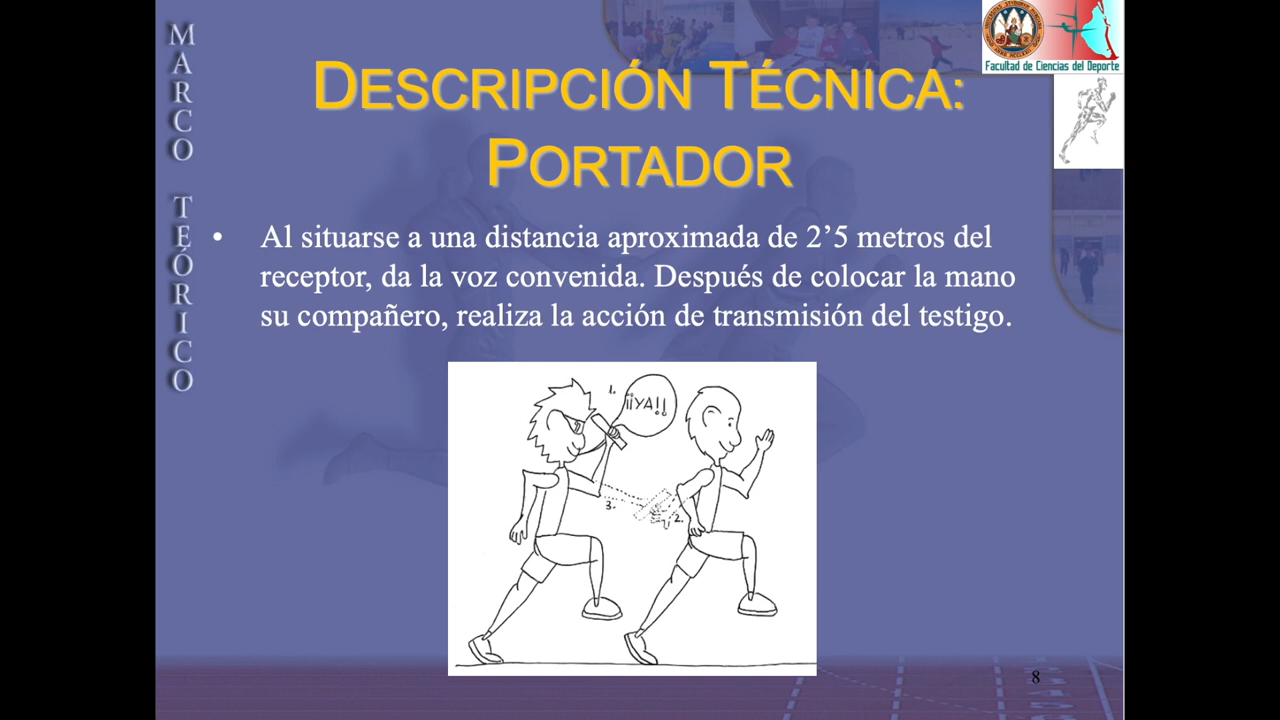 MARCO TEÓRICO
Facultad de Ciencias del Deporte
DESCRIPCIÓN TÉCNICA:
PORTADOR
• Al situarse a una distancia aproximada de 2’5 metros del
receptor, da la voz convenida. Después de colocar la mano
su compañero, realiza la acción de transmisión del testigo.
1.
¡¡YA!!
3.
2.
8